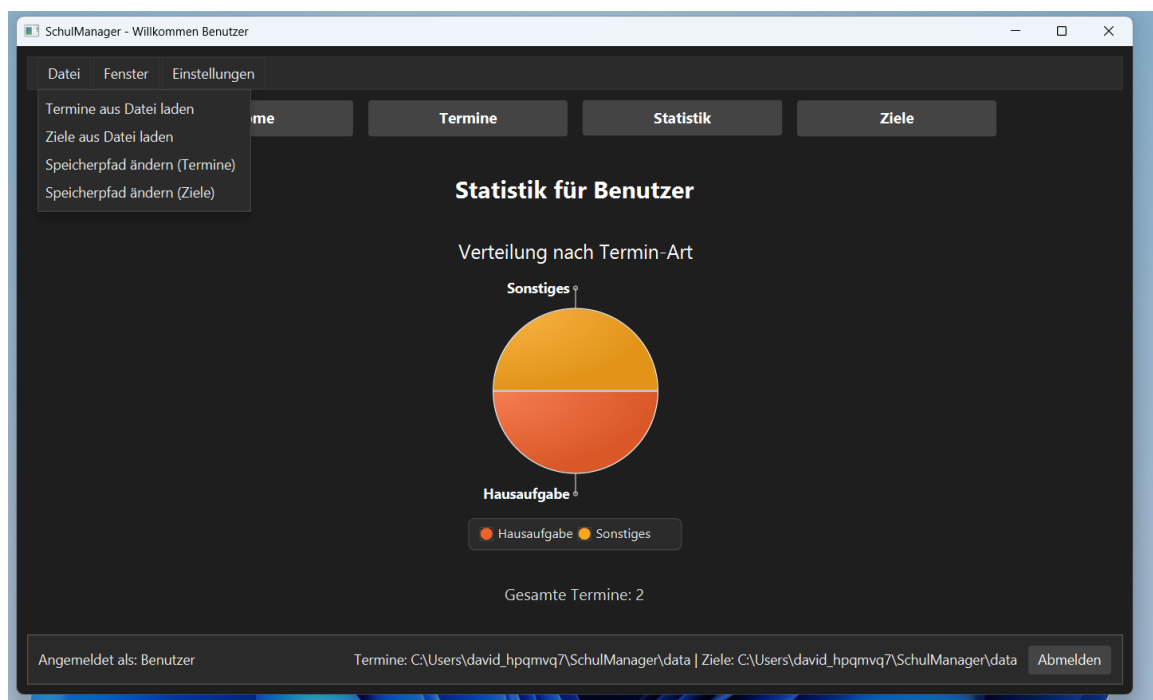 SchulManager - Willkommen Benutzer
Datei Fenster Einstellungen
Termine aus Datei laden
Ziele aus Datei laden
Speicherpfad ändern (Termine)
Speicherpfad ändern (Ziele)
me Termine Statistik Ziele
Statistik für Benutzer
Verteilung nach Termin-Art
Sonstiges
Hausaufgabe
Hausaufgabe Sonstiges
Gesamte Termine: 2
Angemeldet als: Benutzer Termine: C:\Users\david_hpqmvq7\SchulManager\data | Ziele: C:\Users\david_hpqmvq7\SchulManager\data Abmelden